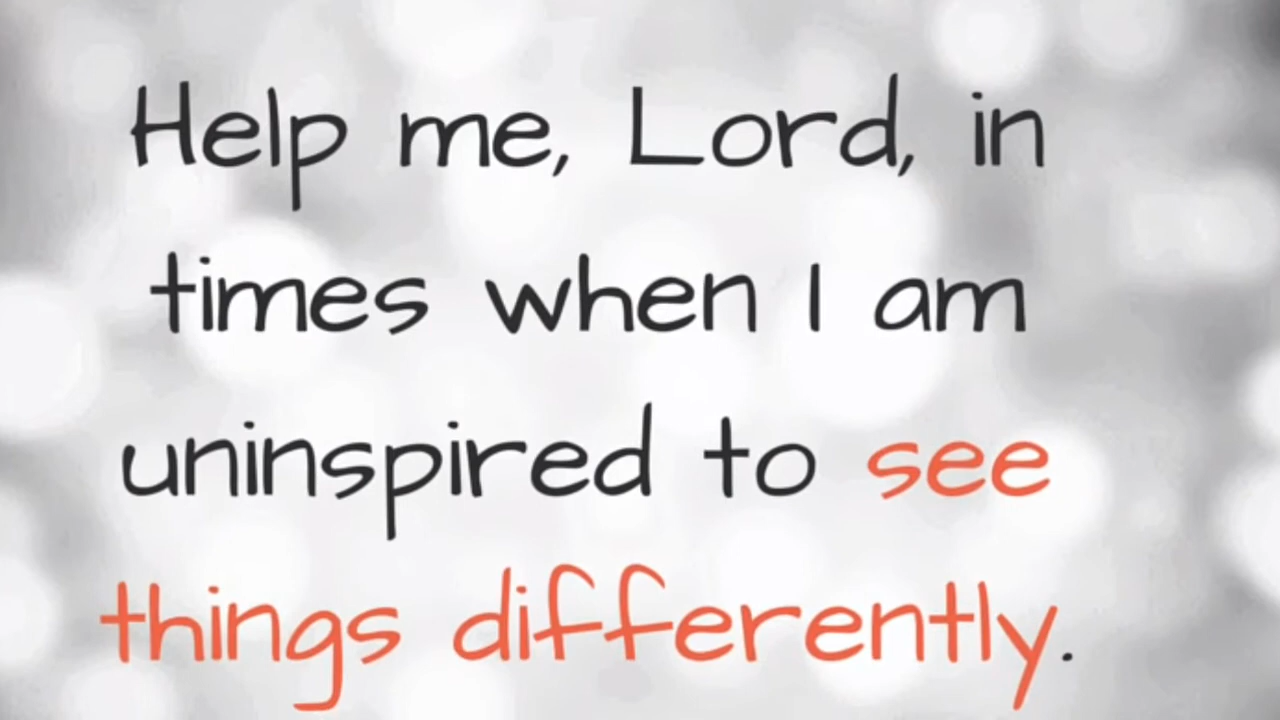 Help me, Lord, in
times when I am
uninspired to see
things differently.